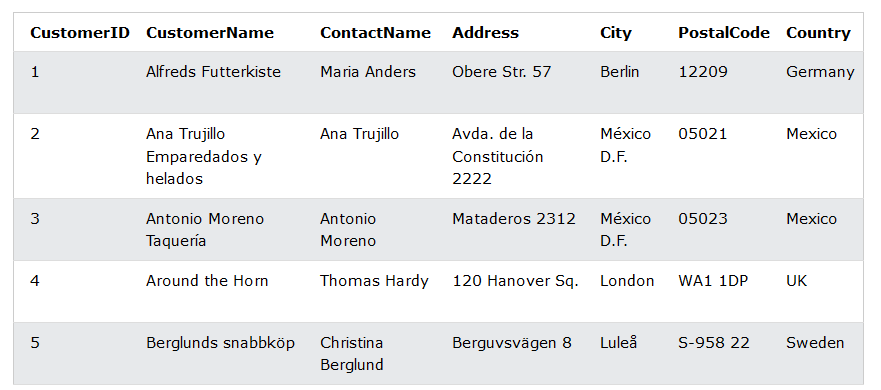 CustomerID CustomerName ContactName Address City PostalCode Country
1 Alfreds Futterkiste Maria Anders Obere Str. 57 Berlin 12209 Germany
2 Ana Trujillo Ana Trujillo Avda. de la México 05021 Mexico
Emparedados y Constitución D.F.
helados 2222
3 Antonio Moreno Antonio Mataderos 2312 México 05023 Mexico
Taquería Moreno D.F.
4 Around the Horn Thomas Hardy 120 Hanover Sq. London WA1 1DP UK
5 Berglunds snabbköp Christina Berguvsvägen 8 Luleå S-958 22 Sweden
Berglund